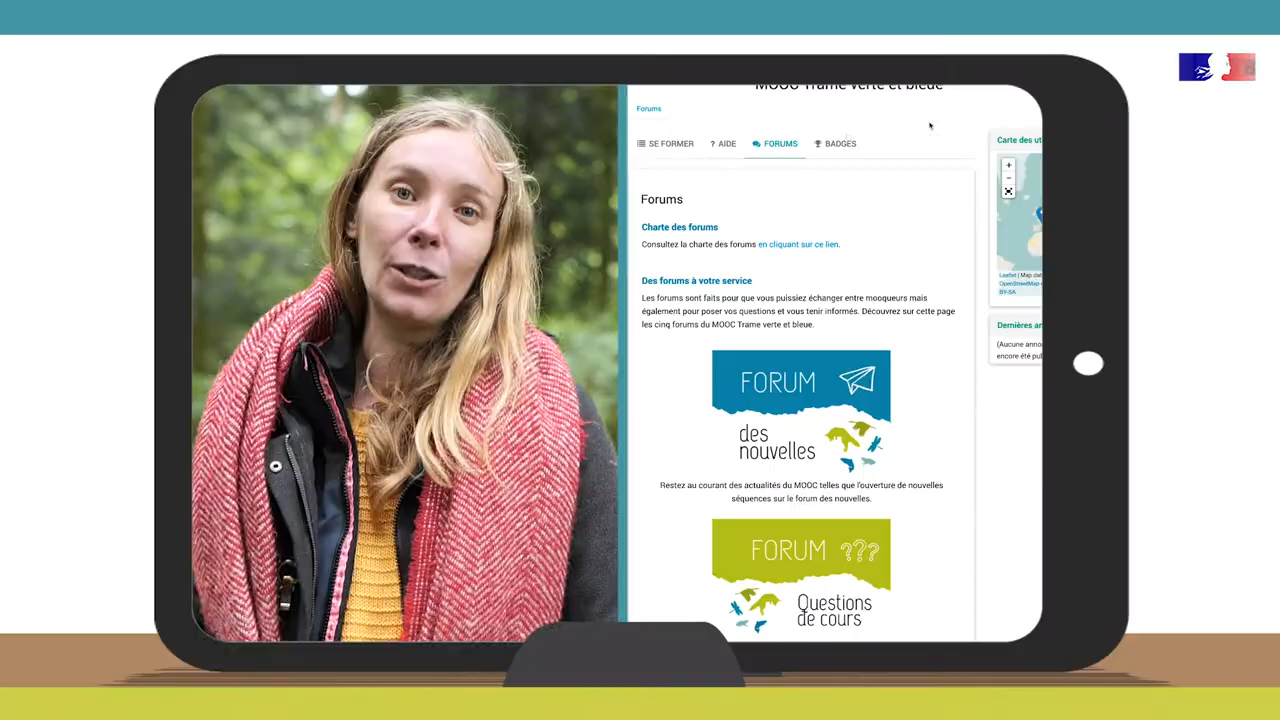 MOOC Trame verte et bleue
Forums
SE FORMER
? AIDE
FORUMS
BADGES
Carte des ut
Forums
+
-
Charte des forums
Consultez la charte des forums en cliquant sur ce lien.
Des forums à votre service
Leaflet | Map dat
OpenStreetMap
BY-SA
Les forums sont faits pour que vous puissiez échanger entre mooqueurs mais
également pour poser vos questions et vous tenir informés. Découvrez sur cette page
les cinq forums du MOOC Trame verte et bleue.
Dernières an
(Aucune anno
encore été pul
FORUM
des
nouvelles
Restez au courant des actualités du MOOC telles que l'ouverture de nouvelles
séquences sur le forum des nouvelles.
FORUM ???
Questions
de cours